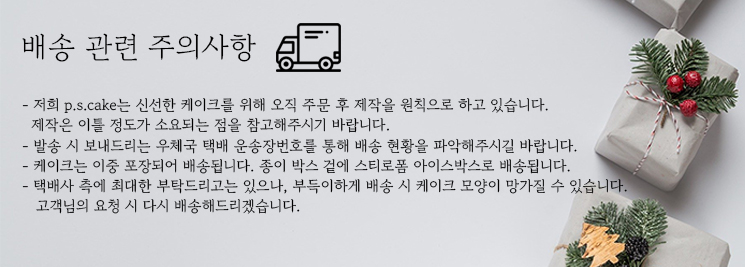 배송 관련 주의사항
- 저희 p.s.cake는 신선한 케이크를 위해 오직 주문 후 제작을 원칙으로 하고 있습니다.
제작은 이틀 정도가 소요되는 점을 참고해주시기 바랍니다.
- 발송 시 보내드리는 우체국 택배 운송장번호를 통해 배송 현황을 파악해주시길 바랍니다.
- 케이크는 이중 포장되어 배송됩니다. 종이 박스 겉에 스티로폼 아이스박스로 배송됩니다.
- 택배사 측에 최대한 부탁드리고는 있으나, 부득이하게 배송 시 케이크 모양이 망가질 수 있습니다.
고객님의 요청 시 다시 배송해드리겠습니다.